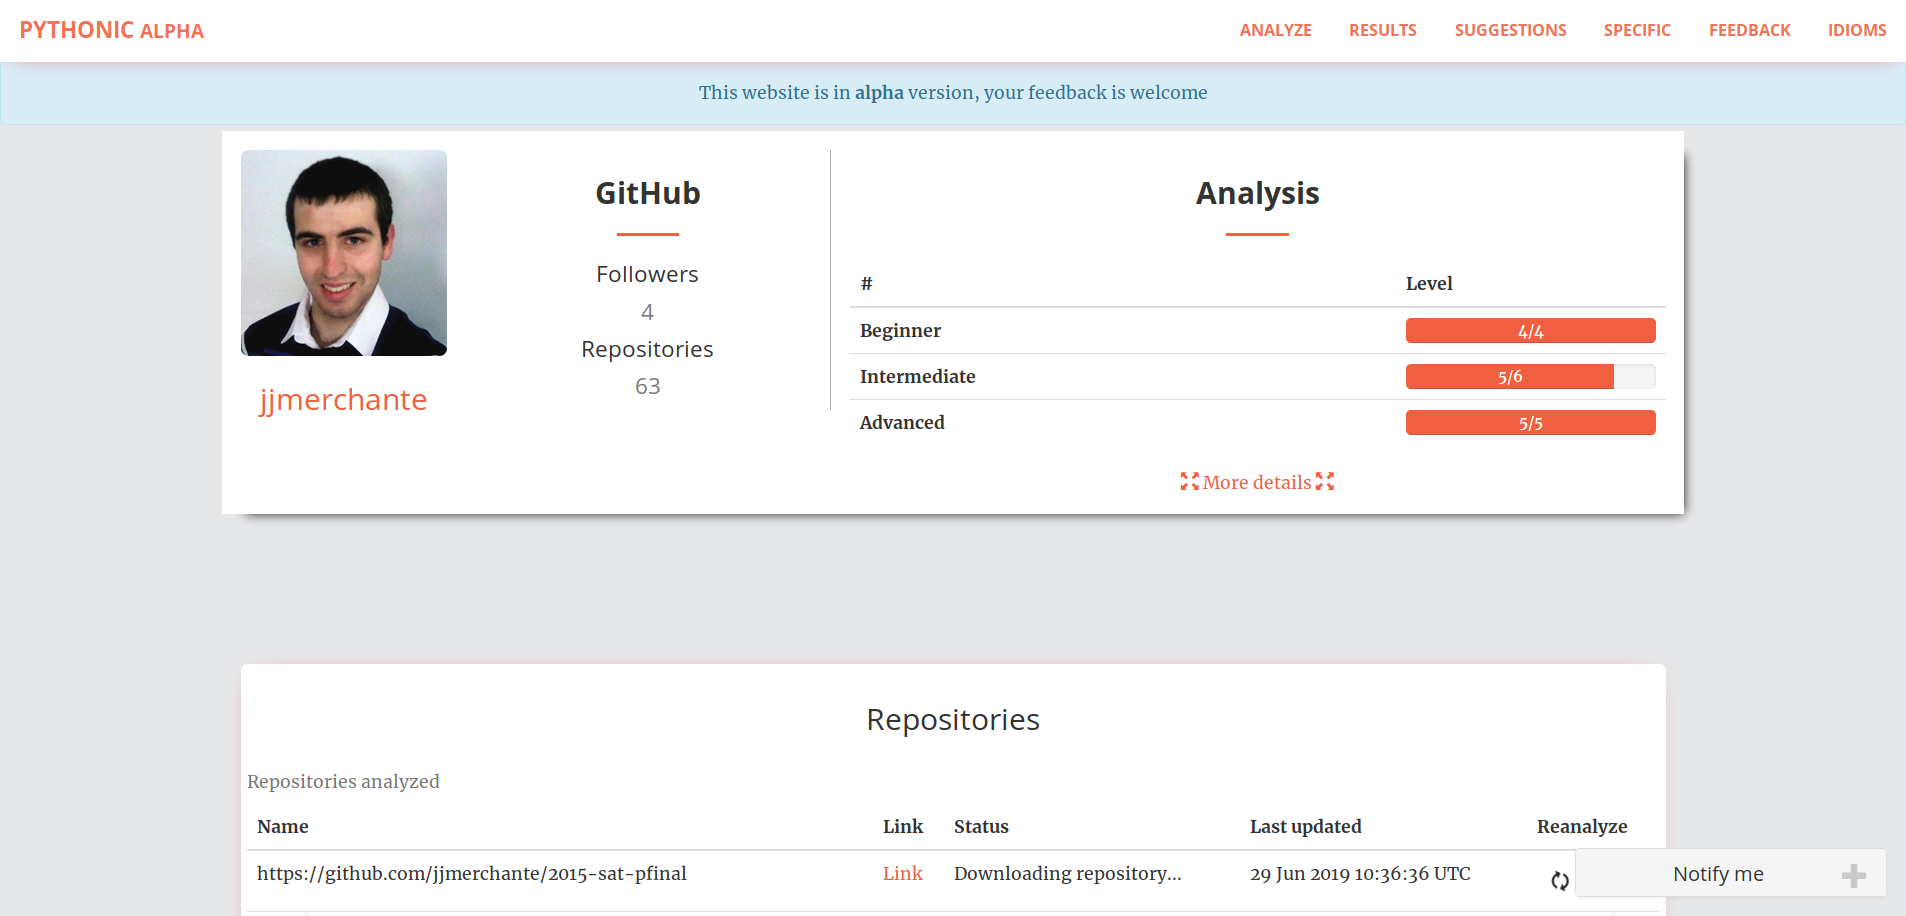 PYTHONIC ALPHA
ANALYZE RESULTS SUGGESTIONS SPECIFIC FEEDBACK IDIOMS
This website is in alpha version, your feedback is welcome
jjmerchante
GitHub
Followers
4
Repositories
63
Analysis
# Level
Beginner 4/4
Intermediate 5/6
Advanced 5/5
More details
Repositories
Repositories analyzed
Name Link Status Last updated Reanalyze
https://github.com/jjmerchante/2015-sat-pfinal Link Downloading repository... 29 Jun 2019 10:36:36 UTC
Notify me